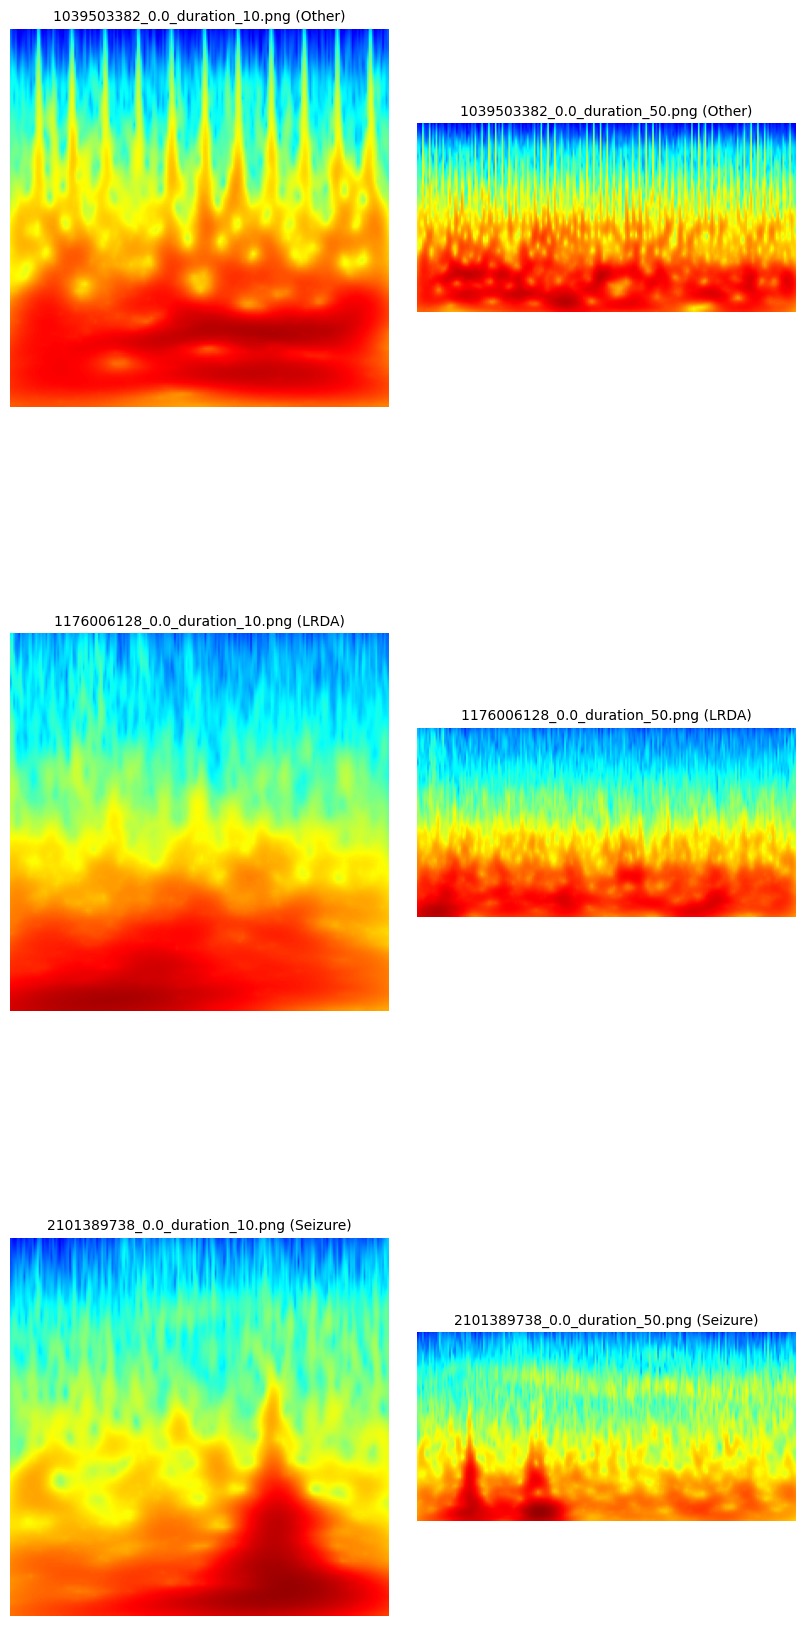 1039503382_0.0_duration_10.png (Other)
1039503382_0.0_duration_50.png (Other)
1176006128_0.0_duration_10.png (LRDA)
1176006128_0.0_duration_50.png (LRDA)
2101389738_0.0_duration_10.png (Seizure)
2101389738_0.0_duration_50.png (Seizure)